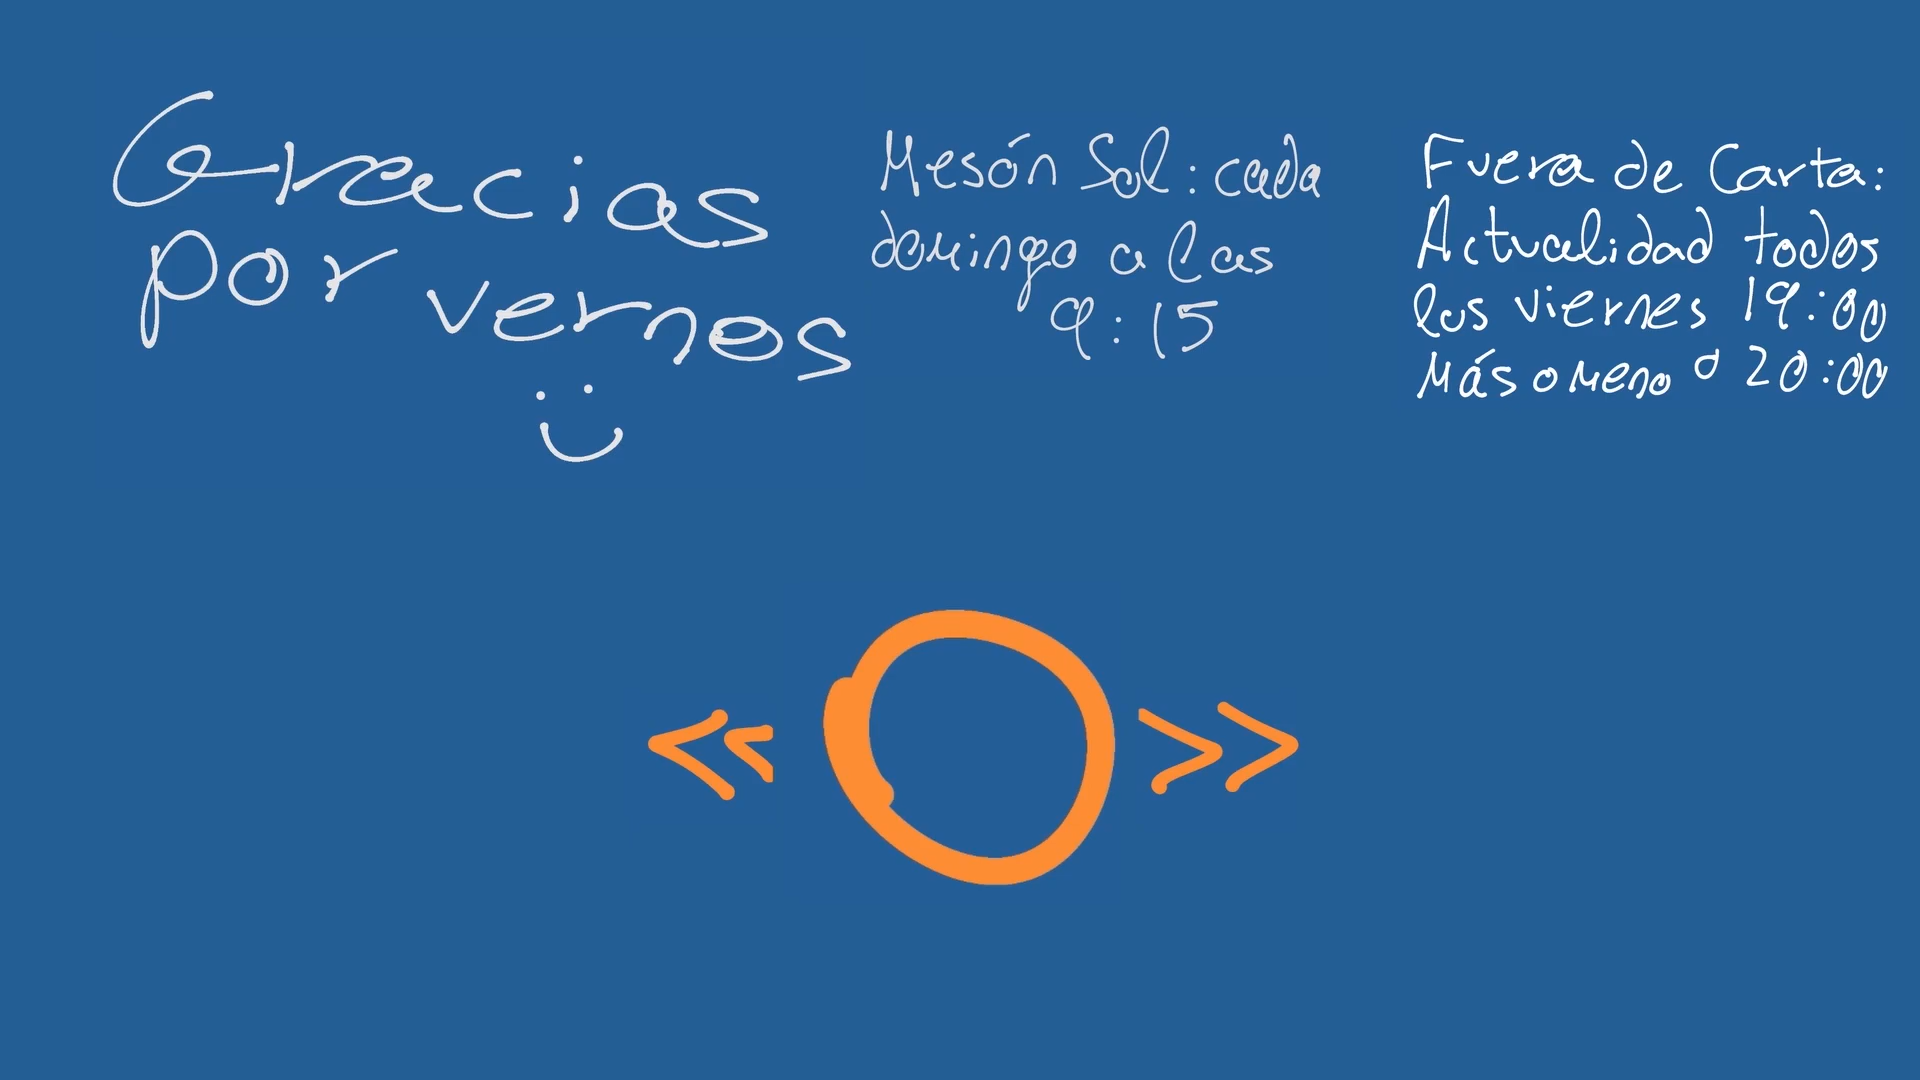 Gracias
por vernos
Mesón Sol: cada
domingo a las
9:15
Fuera de Carta:
Actualidad todos
los viernes 19:00
Más o meno o 20:00